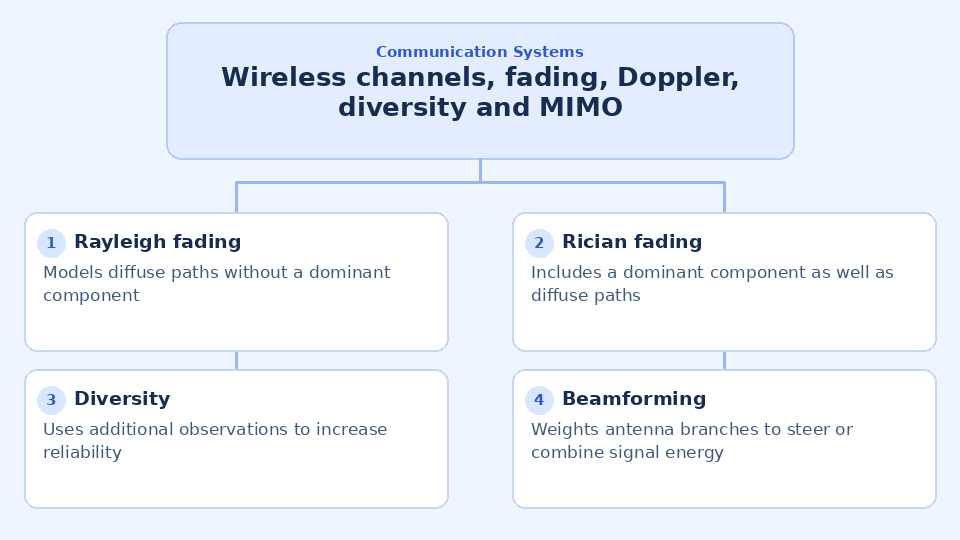 Communication Systems
Wireless channels, fading, Doppler,
diversity and MIMO
1 Rayleigh fading
Models diffuse paths without a dominant
component
2 Rician fading
Includes a dominant component as well as
diffuse paths
3 Diversity
Uses additional observations to increase
reliability
4 Beamforming
Weights antenna branches to steer or
combine signal energy